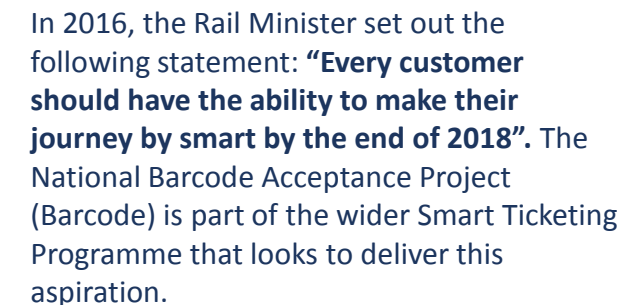 In 2016, the Rail Minister set out the
following statement: “Every customer
should have the ability to make their
journey by smart by the end of 2018”. The
National Barcode Acceptance Project
(Barcode) is part of the wider Smart Ticketing
Programme that looks to deliver this
aspiration.